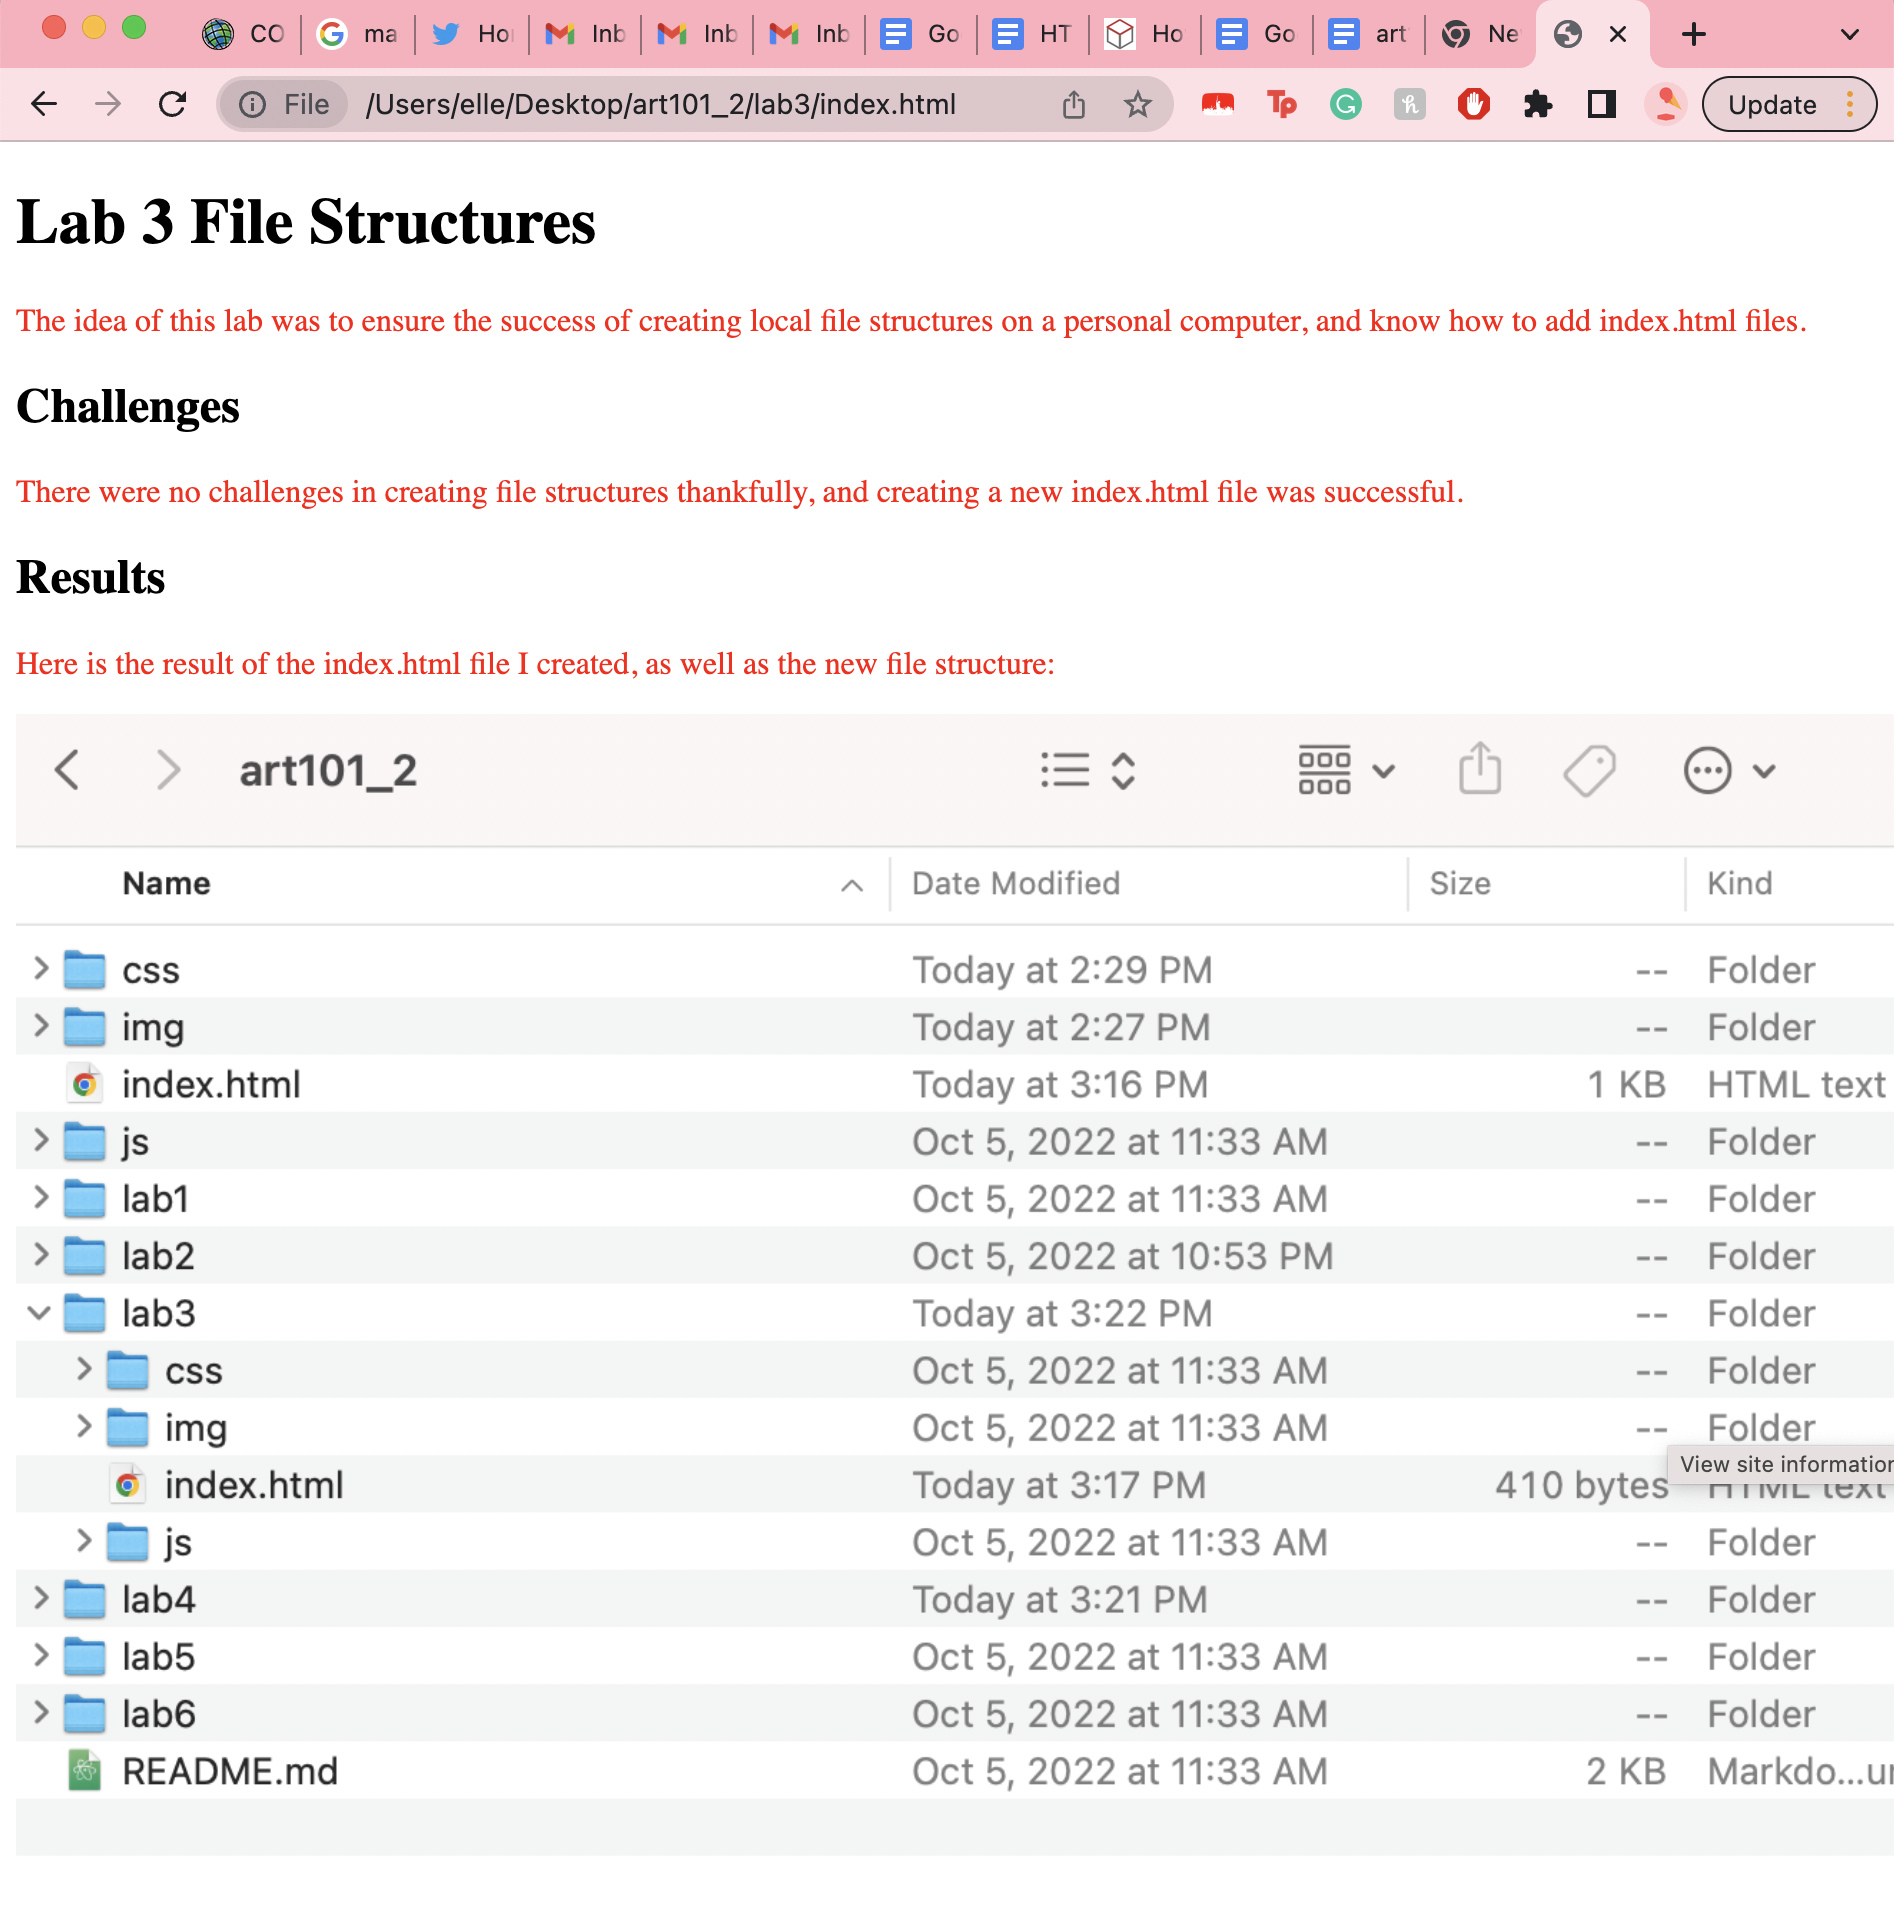 CO ma Ho Inb Inb Inb Go HT Ho Go art Ne
File /Users/elle/Desktop/art101_2/lab3/index.html Update
Lab 3 File Structures
The idea of this lab was to ensure the success of creating local file structures on a personal computer, and know how to add index.html files.
Challenges
There were no challenges in creating file structures thankfully, and creating a new index.html file was successful.
Results
Here is the result of the index.html file I created, as well as the new file structure:
art101_2
Name Date Modified Size Kind
css Today at 2:29 PM -- Folder
img Today at 2:27 PM -- Folder
index.html Today at 3:16 PM 1 KB HTML text
js Oct 5, 2022 at 11:33 AM -- Folder
lab1 Oct 5, 2022 at 11:33 AM -- Folder
lab2 Oct 5, 2022 at 10:53 PM -- Folder
lab3 Today at 3:22 PM -- Folder
css Oct 5, 2022 at 11:33 AM -- Folder
img Oct 5, 2022 at 11:33 AM -- Folder
View site information
index.html Today at 3:17 PM 410 bytes HTML text
js Oct 5, 2022 at 11:33 AM -- Folder
lab4 Today at 3:21 PM -- Folder
lab5 Oct 5, 2022 at 11:33 AM -- Folder
lab6 Oct 5, 2022 at 11:33 AM -- Folder
README.md Oct 5, 2022 at 11:33 AM 2 KB Markdo...ur